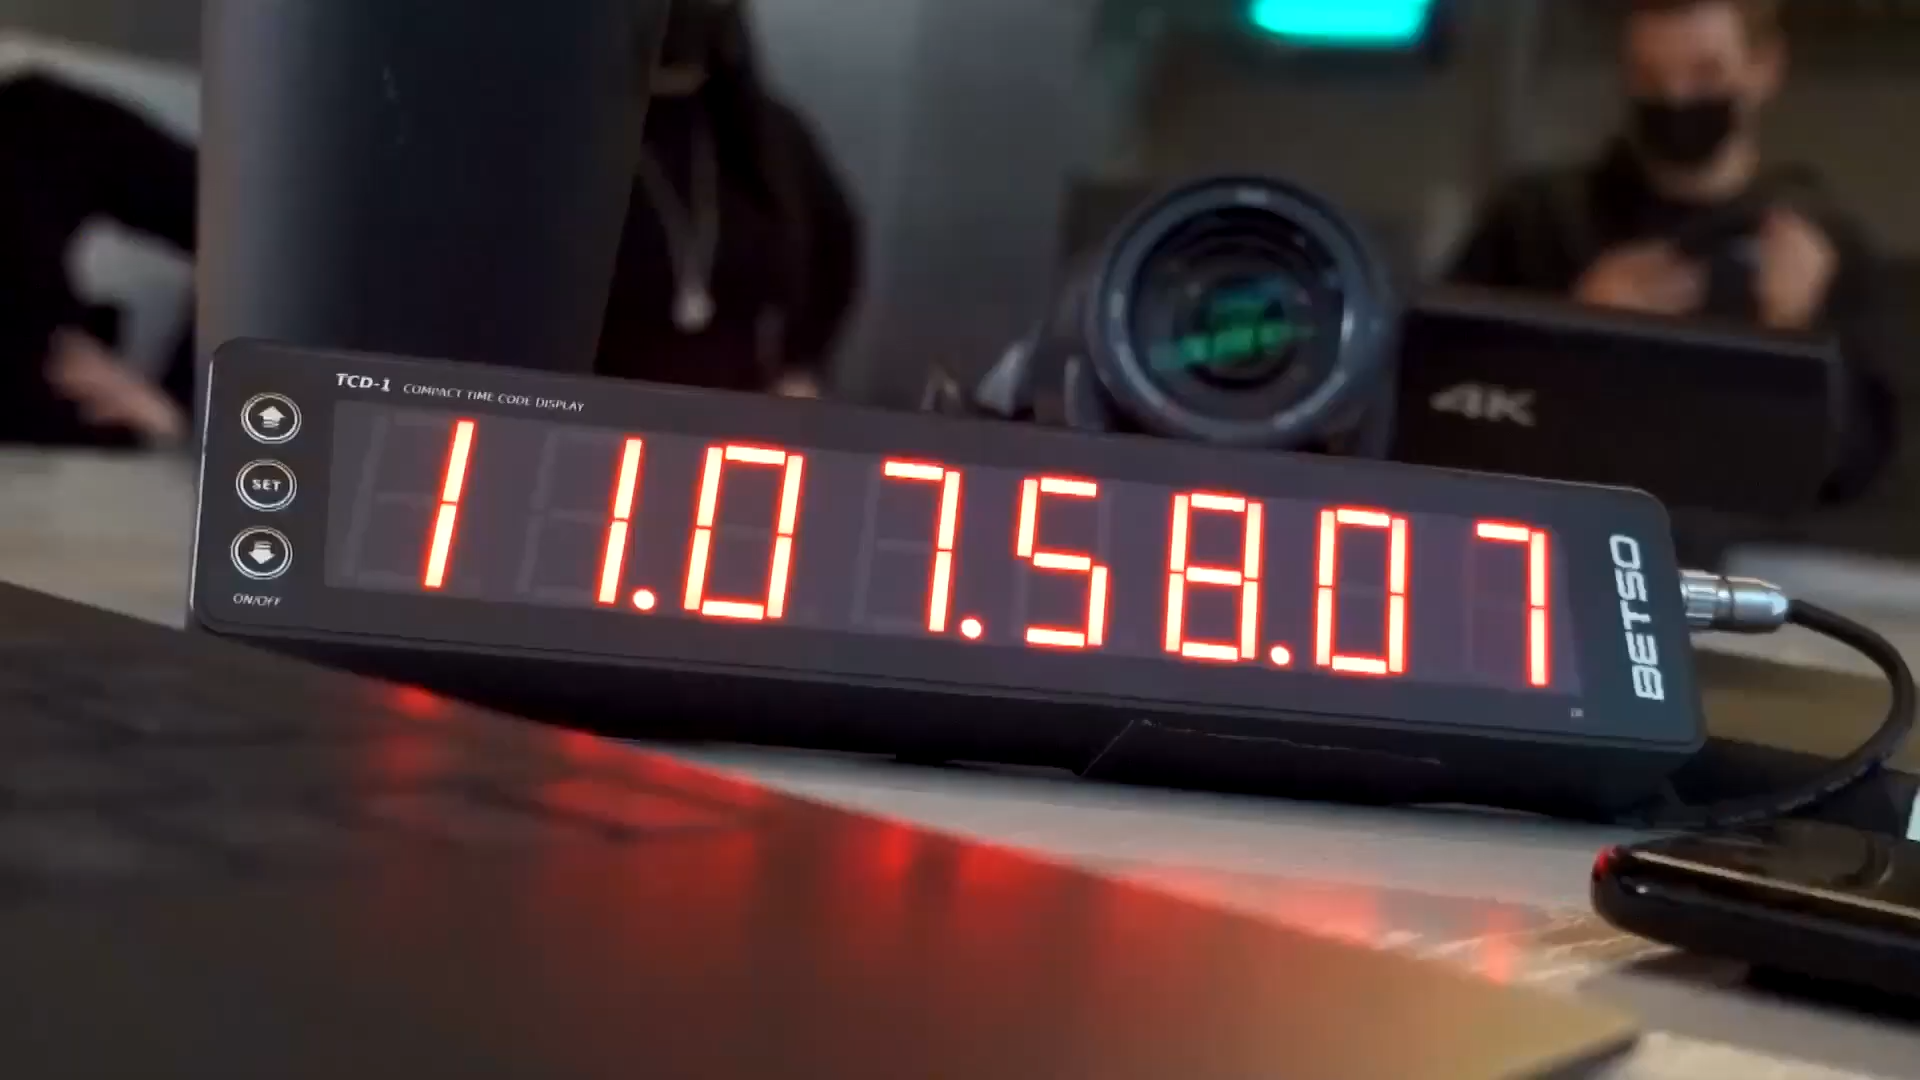 TCD-1 COMPACT TIME CODE DISPLAY
SET
ON/OFF
11.07.58.07
BETSO
4K